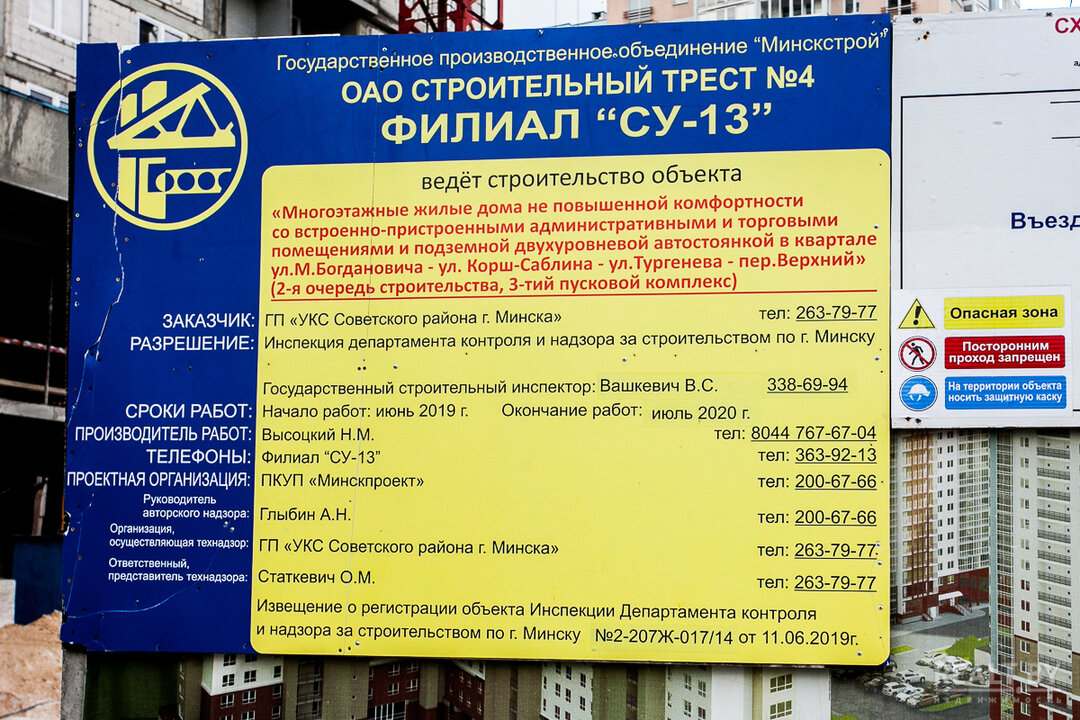 Государственное производственное объединение "Минскстрой"
ОАО СТРОИТЕЛЬНЫЙ ТРЕСТ №4
ФИЛИАЛ "СУ-13"
ведёт строительство объекта
«Многоэтажные жилые дома не повышенной комфортности
со встроенно-пристроенными административными и торговыми
помещениями и подземной двухуровневой автостоянкой в квартале
ул.М.Богдановича - ул. Корш-Саблина - ул.Тургенева - пер.Верхний»
(2-я очередь строительства, 3-тий пусковой комплекс)
ЗАКАЗЧИК: ГП «УКС Советского района г. Минска» тел: 263-79-77
РАЗРЕШЕНИЕ: Инспекция департамента контроля и надзора за строительством по г. Минску
Государственный строительный инспектор: Вашкевич В.С. 338-69-94
СРОКИ РАБОТ: Начало работ: июнь 2019 г. Окончание работ: июль 2020 г.
ПРОИЗВОДИТЕЛЬ РАБОТ: Высоцкий Н.М. тел: 8044 767-67-04
ТЕЛЕФОНЫ: Филиал "СУ-13" тел: 363-92-13
ПРОЕКТНАЯ ОРГАНИЗАЦИЯ: ПКУП «Минскпроект» тел: 200-67-66
Руководитель
авторского надзора: Глыбин А.Н. тел: 200-67-66
Организация,
осуществляющая технадзор: ГП «УКС Советского района г. Минска» тел: 263-79-77
Ответственный,
представитель технадзора: Статкевич О.М. тел: 263-79-77
Извещение о регистрации объекта Инспекции Департамента контроля
и надзора за строительством по г. Минску №2-207Ж-017/14 от 11.06.2019г.
СХ
Въезд
Опасная зона
Посторонним
проход запрещен
На территории объекта
носить защитную каску
REALT.BY
недвижимость